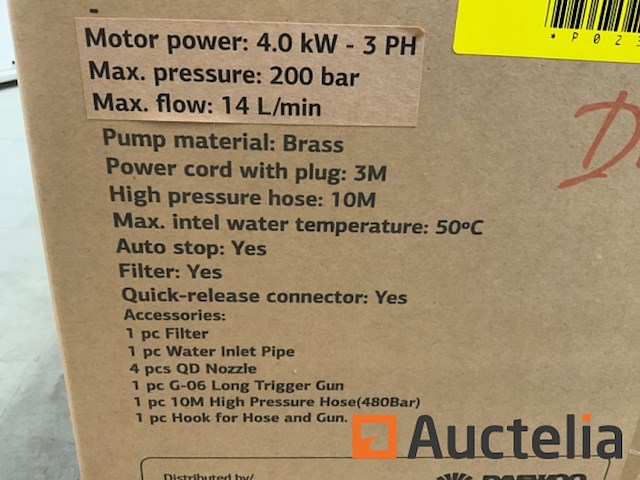 Motor power: 4.0 kW - 3 PH
Max. pressure: 200 bar
Max. flow: 14 L/min
Pump material: Brass
Power cord with plug: 3M
High pressure hose: 10M
Max. intel water temperature: 50ºC
Auto stop: Yes
Filter: Yes
Quick-release connector: Yes
Accessories:
1 pc Filter
1 pc Water Inlet Pipe
4 pcs QD Nozzle
1 pc G-06 Long Trigger Gun
1 pc 10M High Pressure Hose(480Bar)
1 pc Hook for Hose and Gun.
Auctelia
Distributed by/